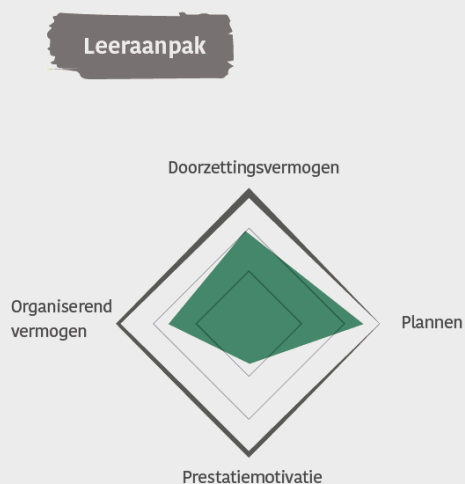 Leeraanpak
Doorzettingsvermogen
Organiserend
vermogen
Plannen
Prestatiemotivatie